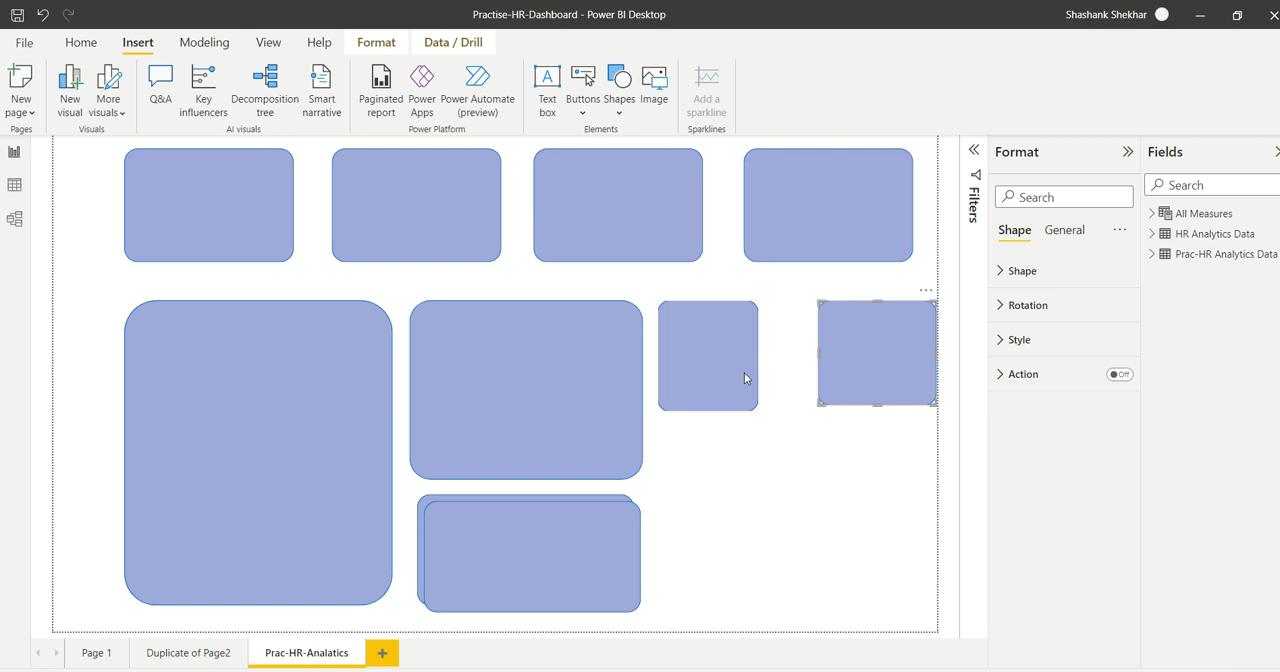 Practise-HR-Dashboard - Power BI Desktop
Shashank Shekhar
File Home Insert Modeling View Help Format Data / Drill
New page
New visual
More visuals
Q&A
Key influencers
Decomposition tree
Smart narrative
Paginated report
Power Apps
Power Automate (preview)
Text box
Buttons
Shapes
Image
Add a sparkline
Pages Visuals AI visuals Power Platform Elements Sparklines
Filters
Format
Search
Shape General
Shape
Rotation
Style
Action Off
Fields
Search
All Measures
HR Analytics Data
Prac-HR Analytics Data
Page 1 Duplicate of Page2 Prac-HR-Analatics